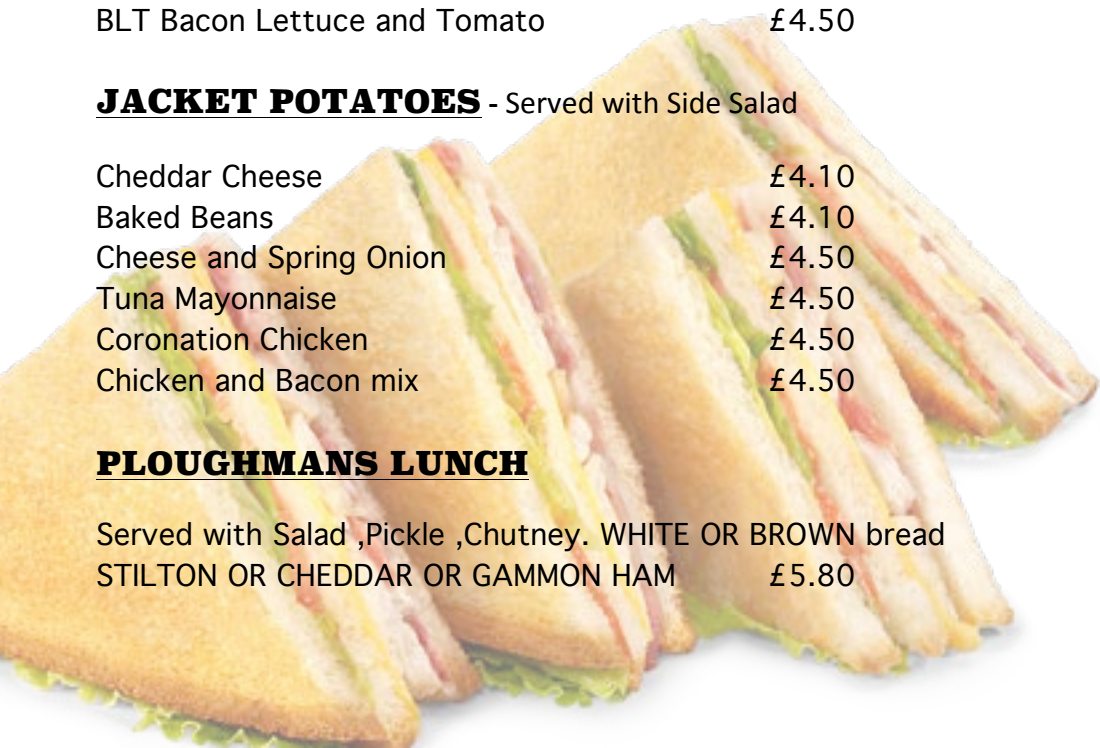 BLT Bacon Lettuce and Tomato £4.50
JACKET POTATOES - Served with Side Salad
Cheddar Cheese £4.10
Baked Beans £4.10
Cheese and Spring Onion £4.50
Tuna Mayonnaise £4.50
Coronation Chicken £4.50
Chicken and Bacon mix £4.50
PLOUGHMANS LUNCH
Served with Salad ,Pickle ,Chutney. WHITE OR BROWN bread
STILTON OR CHEDDAR OR GAMMON HAM £5.80